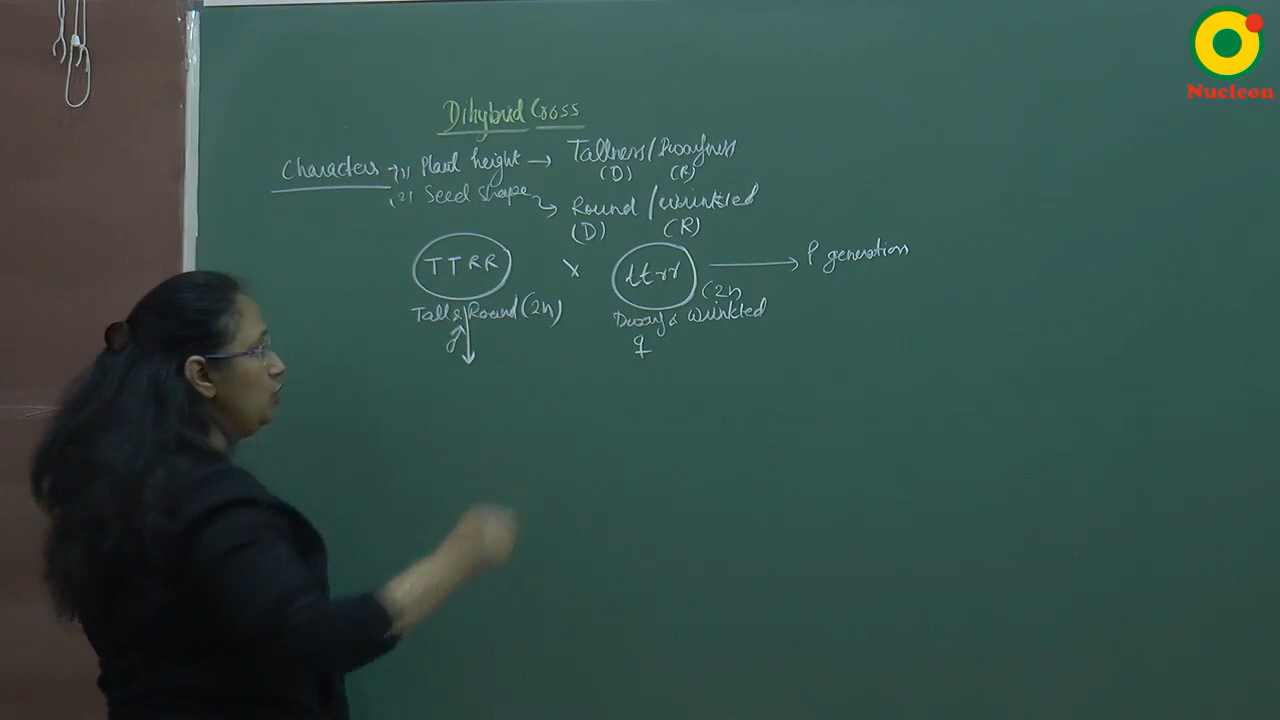 Nucleon
Dihybrid Cross
Characters → 1) Plant height → Tallness/Dwarfness
(D) (R)
2) Seed shape → Round / Wrinkled
(D) (R)
TTRR x ttrr → P generation
Tall & Round (2n) Dwarf & Wrinkled (2n)
♂ ♀